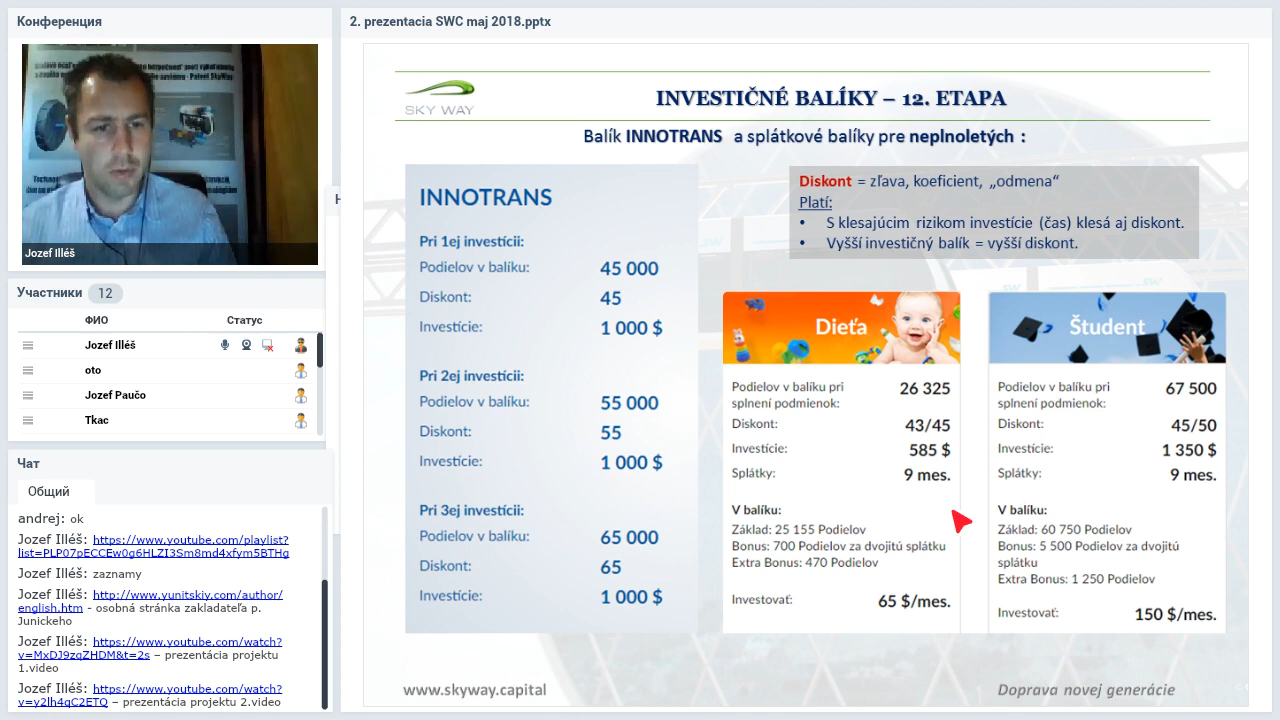 Конференция
Jozef Illéš
Участники 12
ФИО Статус
Jozef Illéš
oto
Jozef Paučo
Tkac
Чат
Общий
andrej: ok
Jozef Illéš: https://www.youtube.com/playlist?
list=PLP07pECCEw0g6HLZI3Sm8md4xfym5BTHg
Jozef Illéš: zaznamy
Jozef Illéš: http://www.yunitskiy.com/author/
english.htm - osobná stránka zakladateľa p.
Junickeho
Jozef Illéš: https://www.youtube.com/watch?
v=MxDJ9zqZHDM&t=2s – prezentácia projektu
1.video
Jozef Illéš: https://www.youtube.com/watch?
v=y2lh4qC2ETQ – prezentácia projektu 2.video
2. prezentacia SWC maj 2018.pptx
SKY WAY
INVESTIČNÉ BALÍKY – 12. ETAPA
Balík INNOTRANS a splátkové balíky pre neplnoletých :
INNOTRANS
Pri 1ej investícii:
Podielov v balíku: 45 000
Diskont: 45
Investície: 1 000 $
Pri 2ej investícii:
Podielov v balíku: 55 000
Diskont: 55
Investície: 1 000 $
Pri 3ej investícii:
Podielov v balíku: 65 000
Diskont: 65
Investície: 1 000 $
Diskont = zľava, koeficient, „odmena“
Platí:
• S klesajúcim rizikom investície (čas) klesá aj diskont.
• Vyšší investičný balík = vyšší diskont.
Dieťa
Podielov v balíku pri
splnení podmienok: 26 325
Diskont: 43/45
Investície: 585 $
Splátky: 9 mes.
V balíku:
Základ: 25 155 Podielov
Bonus: 700 Podielov za dvojitú splátku
Extra Bonus: 470 Podielov
Investovať: 65 $/mes.
Študent
Podielov v balíku pri
splnení podmienok: 67 500
Diskont: 45/50
Investície: 1 350 $
Splátky: 9 mes.
V balíku:
Základ: 60 750 Podielov
Bonus: 5 500 Podielov za dvojitú
splátku
Extra Bonus: 1 250 Podielov
Investovať: 150 $/mes.
www.skyway.capital
Doprava novej generácie